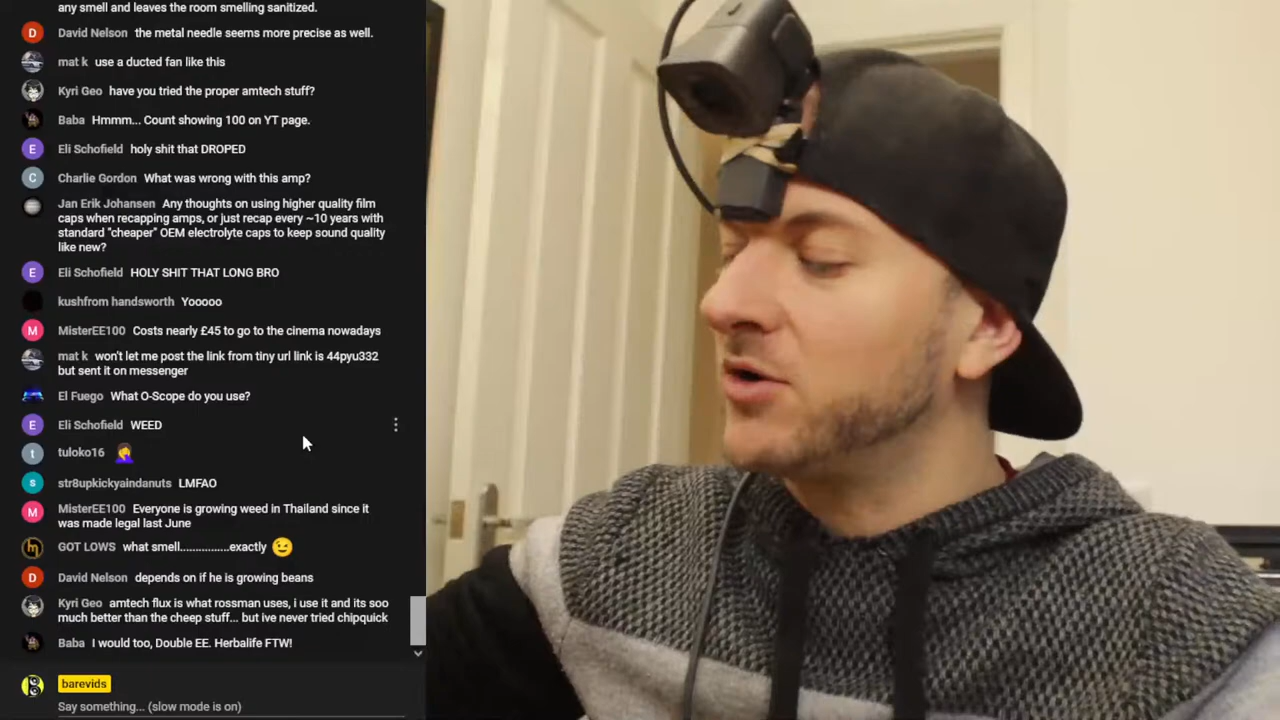 any smell and leaves the room smelling sanitized.
David Nelson the metal needle seems more precise as well.
mat k use a ducted fan like this
Kyri Geo have you tried the proper amtech stuff?
Baba Hmmm... Count showing 100 on YT page.
E Eli Schofield holy shit that DROPED
C Charlie Gordon What was wrong with this amp?
Jan Erik Johansen Any thoughts on using higher quality film
caps when recapping amps, or just recap every ~10 years with
standard "cheaper" OEM electrolyte caps to keep sound quality
like new?
E Eli Schofield HOLY SHIT THAT LONG BRO
kushfrom handsworth Yooooo
M MisterEE100 Costs nearly £45 to go to the cinema nowadays
mat k won't let me post the link from tiny url link is 44pyu332
but sent it on messenger
El Fuego What O-Scope do you use?
E Eli Schofield WEED
t tuloko16 🤦‍♀️
s str8upkickyaindanuts LMFAO
M MisterEE100 Everyone is growing weed in Thailand since it
was made legal last June
GOT LOWS what smell...............exactly 😉
D David Nelson depends on if he is growing beans
Kyri Geo amtech flux is what rossman uses, i use it and its soo
much better than the cheep stuff... but ive never tried chipquick
Baba I would too, Double EE. Herbalife FTW!
barevids
Say something... (slow mode is on)